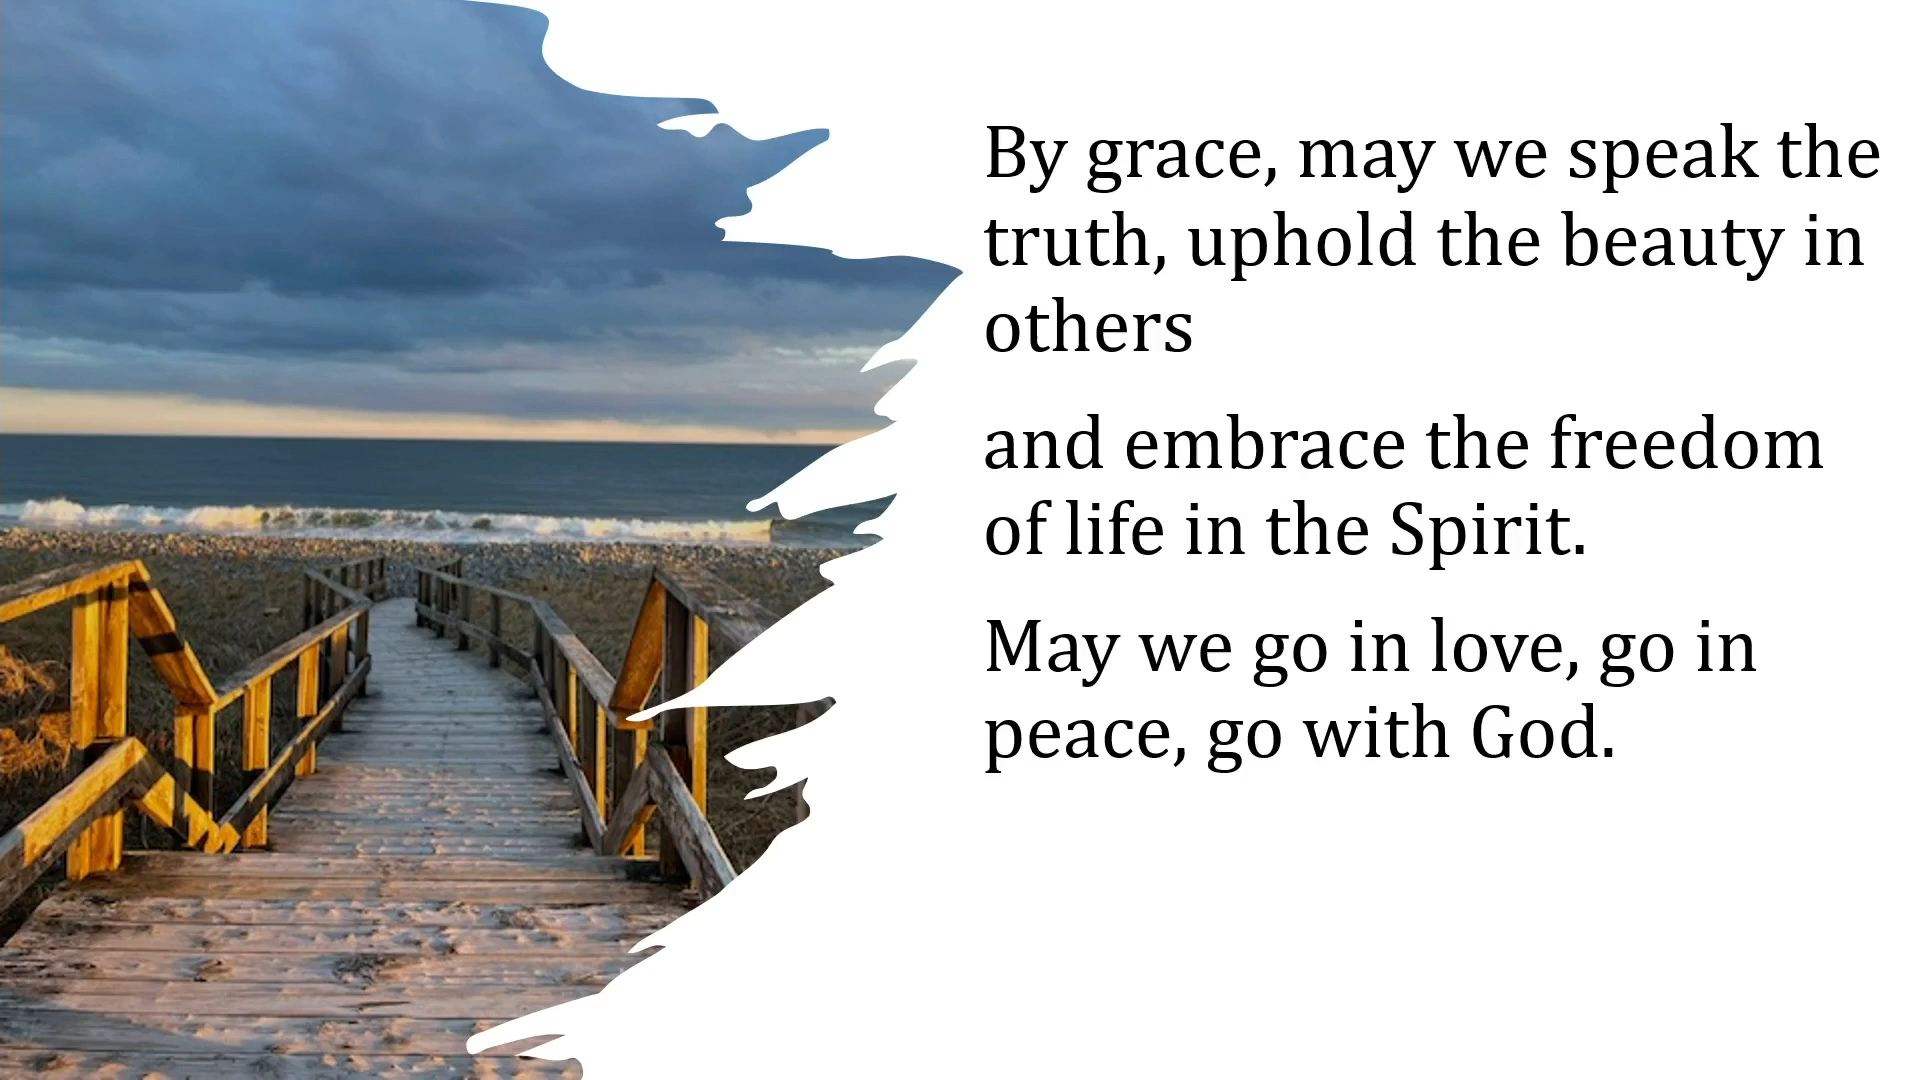 By grace, may we speak the
truth, uphold the beauty in
others
and embrace the freedom
of life in the Spirit.
May we go in love, go in
peace, go with God.